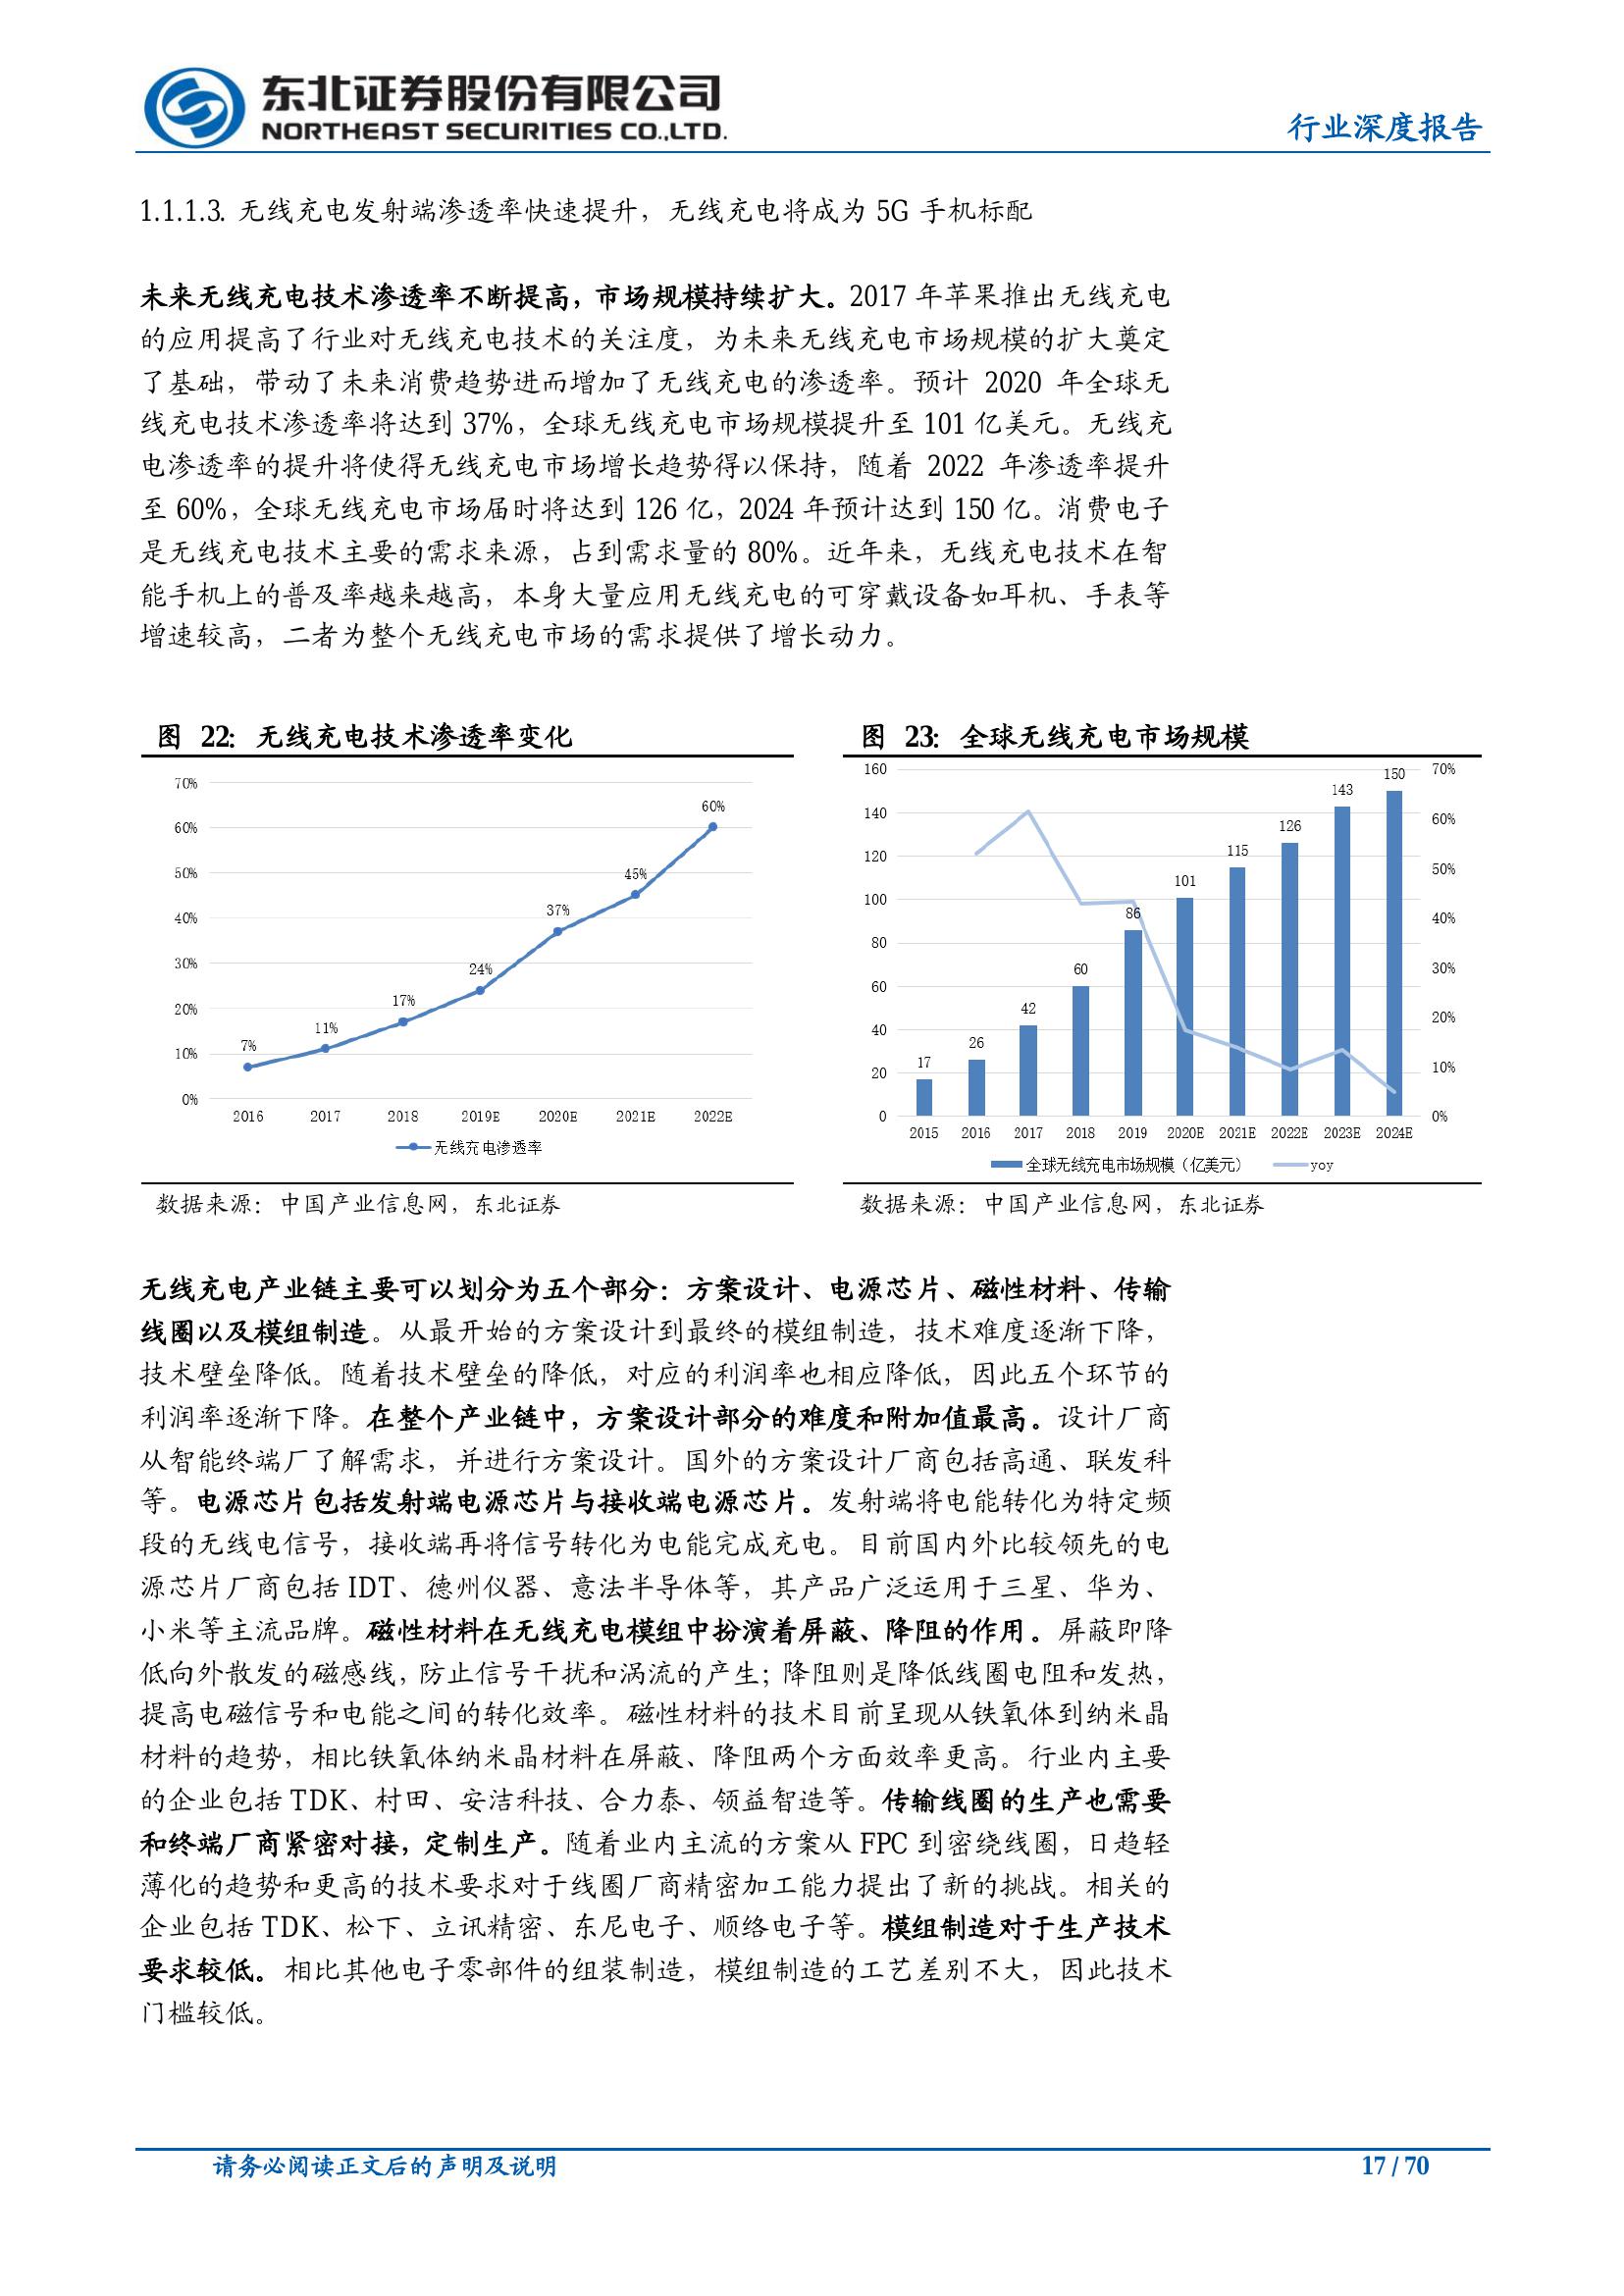 东北证券股份有限公司
NORTHEAST SECURITIES CO.,LTD.
行业深度报告
1.1.1.3. 无线充电发射端渗透率快速提升，无线充电将成为 5G 手机标配
未来无线充电技术渗透率不断提高，市场规模持续扩大。2017 年苹果推出无线充电
的应用提高了行业对无线充电技术的关注度，为未来无线充电市场规模的扩大奠定
了基础，带动了未来消费趋势进而增加了无线充电的渗透率。预计 2020 年全球无
线充电技术渗透率将达到 37%，全球无线充电市场规模提升至 101 亿美元。无线充
电渗透率的提升将使得无线充电市场增长趋势得以保持，随着 2022 年渗透率提升
至 60%，全球无线充电市场届时将达到 126 亿，2024 年预计达到 150 亿。消费电子
是无线充电技术主要的需求来源，占到需求量的 80%。近年来，无线充电技术在智
能手机上的普及率越来越高，本身大量应用无线充电的可穿戴设备如耳机、手表等
增速较高，二者为整个无线充电市场的需求提供了增长动力。
图 22：无线充电技术渗透率变化
70%
60%
50%
40%
30%
20%
10%
0%
7%
11%
17%
24%
37%
45%
60%
2016 2017 2018 2019E 2020E 2021E 2022E
无线充电渗透率
数据来源：中国产业信息网，东北证券
图 23：全球无线充电市场规模
160
140
120
100
80
60
40
20
0
17
26
42
60
86
101
115
126
143
150
70%
60%
50%
40%
30%
20%
10%
0%
2015 2016 2017 2018 2019 2020E 2021E 2022E 2023E 2024E
全球无线充电市场规模（亿美元） yoy
数据来源：中国产业信息网，东北证券
无线充电产业链主要可以划分为五个部分：方案设计、电源芯片、磁性材料、传输
线圈以及模组制造。从最开始的方案设计到最终的模组制造，技术难度逐渐下降，
技术壁垒降低。随着技术壁垒的降低，对应的利润率也相应降低，因此五个环节的
利润率逐渐下降。在整个产业链中，方案设计部分的难度和附加值最高。设计厂商
从智能终端厂了解需求，并进行方案设计。国外的方案设计厂商包括高通、联发科
等。电源芯片包括发射端电源芯片与接收端电源芯片。发射端将电能转化为特定频
段的无线电信号，接收端再将信号转化为电能完成充电。目前国内外比较领先的电
源芯片厂商包括 IDT、德州仪器、意法半导体等，其产品广泛运用于三星、华为、
小米等主流品牌。磁性材料在无线充电模组中扮演着屏蔽、降阻的作用。屏蔽即降
低向外散发的磁感线，防止信号干扰和涡流的产生；降阻则是降低线圈电阻和发热，
提高电磁信号和电能之间的转化效率。磁性材料的技术目前呈现从铁氧体到纳米晶
材料的趋势，相比铁氧体纳米晶材料在屏蔽、降阻两个方面效率更高。行业内主要
的企业包括 TDK、村田、安洁科技、合力泰、领益智造等。传输线圈的生产也需要
和终端厂商紧密对接，定制生产。随着业内主流的方案从 FPC 到密绕线圈，日趋轻
薄化的趋势和更高的技术要求对于线圈厂商精密加工能力提出了新的挑战。相关的
企业包括 TDK、松下、立讯精密、东尼电子、顺络电子等。模组制造对于生产技术
要求较低。相比其他电子零部件的组装制造，模组制造的工艺差别不大，因此技术
门槛较低。
请务必阅读正文后的声明及说明
17 / 70